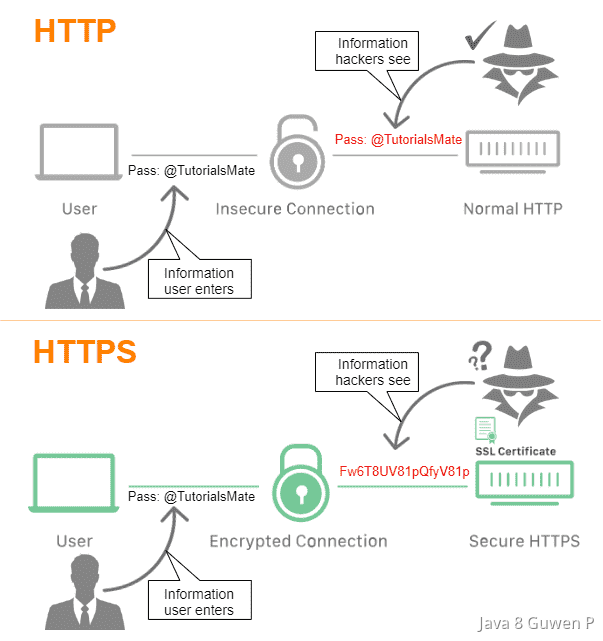 HTTP
Information
hackers see
Pass: @TutorialsMate
Pass: @TutorialsMate
User
Insecure Connection
Normal HTTP
Information
user enters
HTTPS
Information
hackers see
SSL Certificate
Pass: @TutorialsMate
Fw6T8UV81pQfyV81p
User
Encrypted Connection
Secure HTTPS
Information
user enters
Java 8 Guwen P